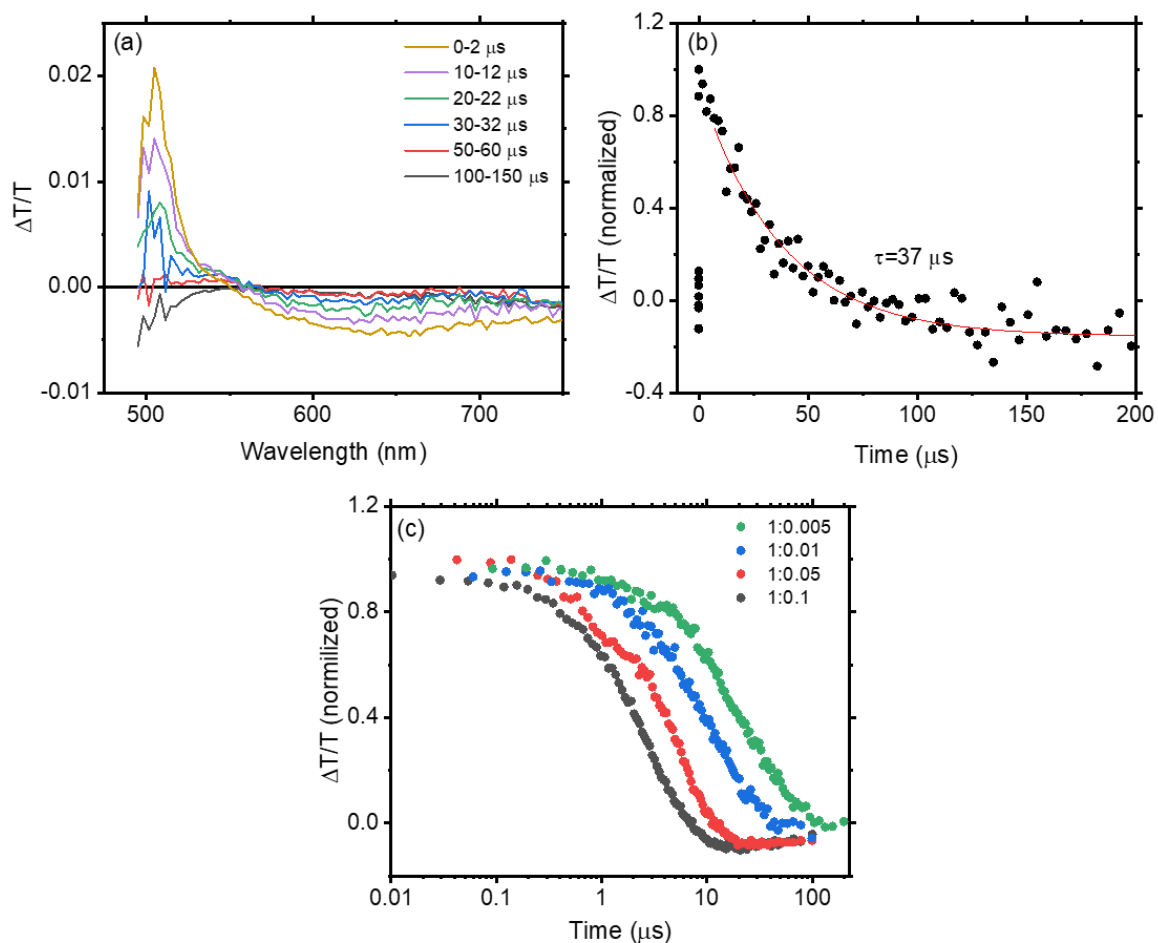 (a)
0-2 μs
10-12 μs
20-22 μs
30-32 μs
50-60 μs
100-150 μs
0.02
0.01
0.00
-0.01
ΔT/T
500
600
700
Wavelength (nm)
(b)
1.2
0.8
0.4
0.0
-0.4
ΔT/T (normalized)
τ=37 μs
0
50
100
150
200
Time (μs)
(c)
1:0.005
1:0.01
1:0.05
1:0.1
1.2
0.8
0.4
0.0
ΔT/T (normilized)
0.01
0.1
1
10
100
Time (μs)